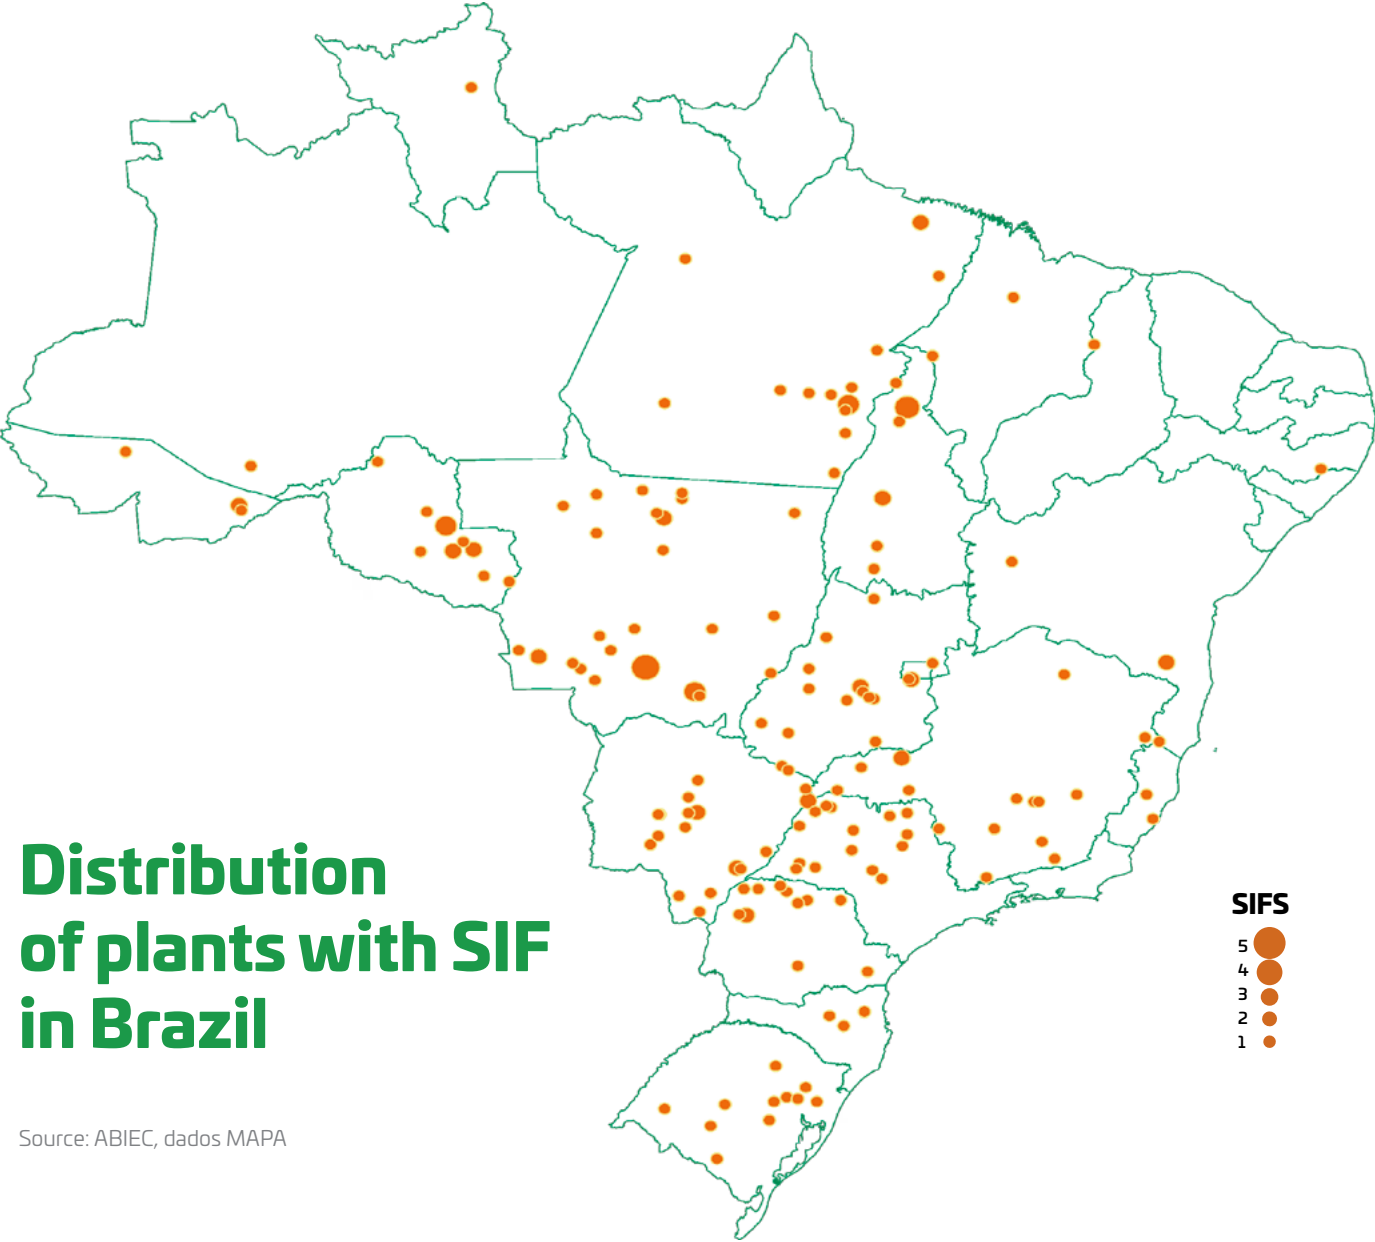 Distribution
of plants with SIF
in Brazil
Source: ABIEC, dados MAPA
SIFS
5
4
3
2
1